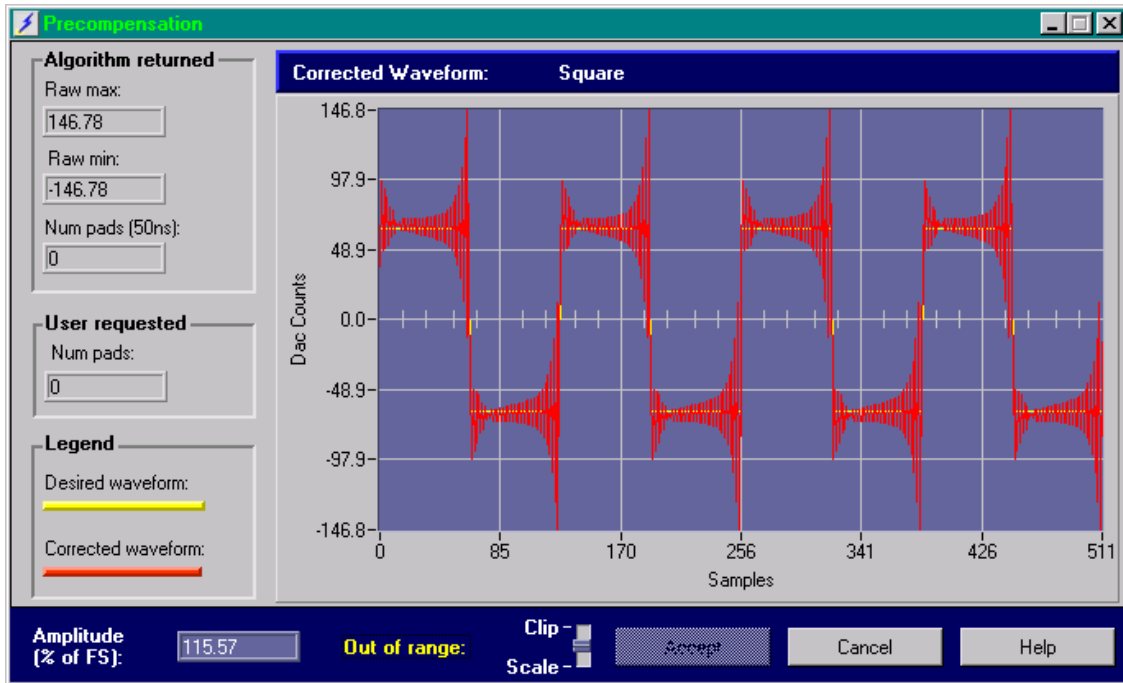 Precompensation
Algorithm returned
Raw max:
146.78
Raw min:
-146.78
Num pads (50ns):
0
User requested
Num pads:
0
Legend
Desired waveform:
Corrected waveform:
Corrected Waveform: Square
146.8
97.9
48.9
0.0
-48.9
-97.9
-146.8
Dac Counts
0 85 170 256 341 426 511
Samples
Amplitude
(% of FS):
115.57
Out of range:
Clip
Scale
Accept
Cancel
Help